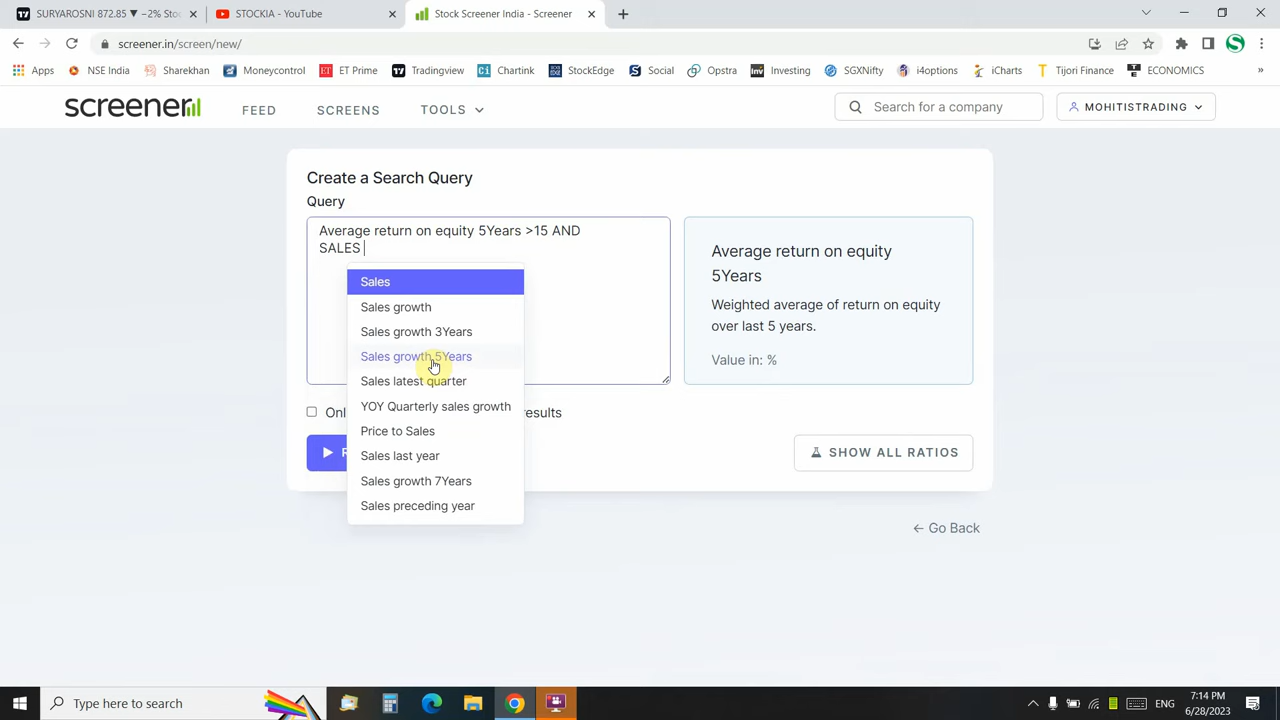 SURYAROSNI 872.85 ▼ −2% Stoc
STOCKIA - YouTube
Stock Screener India - Screener
screener.in/screen/new/
Apps
NSE India
Sharekhan
Moneycontrol
ET ET Prime
Tradingview
Ci Chartink
StockEdge
Social
Opstra
Inv Investing
SGXNifty
i4options
iCharts
Tijori Finance
ECONOMICS
»
screener
FEED
SCREENS
TOOLS
Search for a company
MOHITISTRADING
Create a Search Query
Query
Average return on equity 5Years >15 AND
SALES
Sales
Sales growth
Sales growth 3Years
Sales growth 5Years
Sales latest quarter
YOY Quarterly sales growth
Price to Sales
Sales last year
Sales growth 7Years
Sales preceding year
Average return on equity
5Years
Weighted average of return on equity
over last 5 years.
Value in: %
SHOW ALL RATIOS
← Go Back
Type here to search
ENG
7:14 PM
6/28/2023